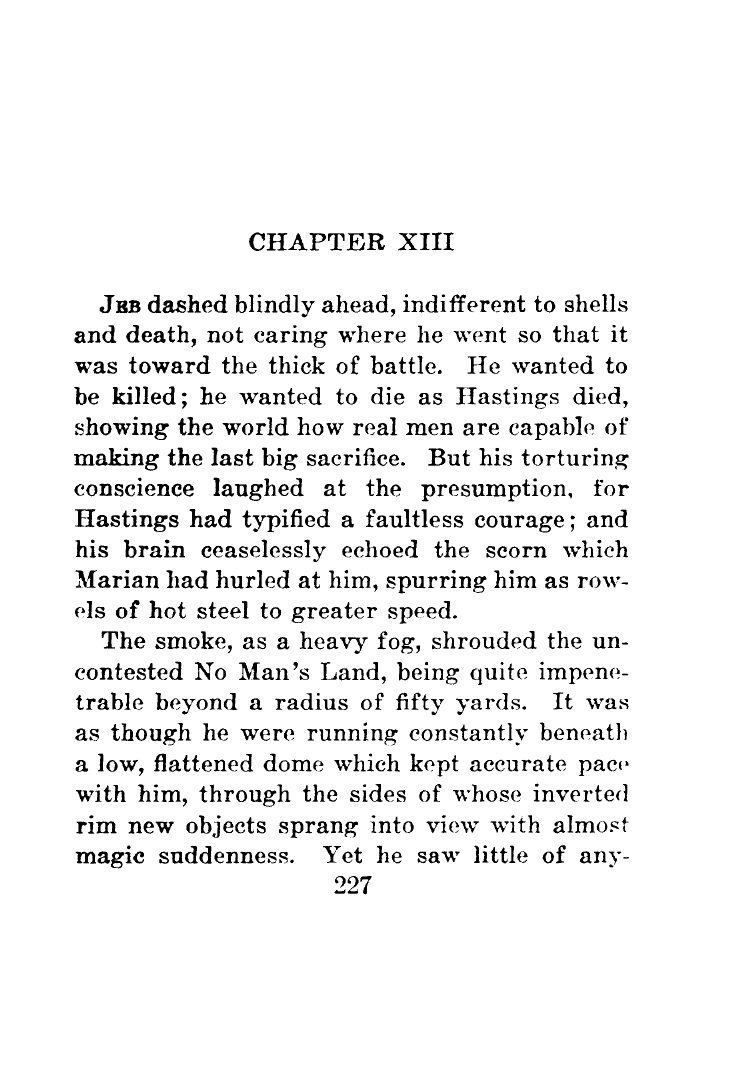 CHAPTER XIII
JEB dashed blindly ahead, indifferent to shells
and death, not caring where he went so that it
was toward the thick of battle. He wanted to
be killed; he wanted to die as Hastings died,
showing the world how real men are capable of
making the last big sacrifice. But his torturing
conscience laughed at the presumption, for
Hastings had typified a faultless courage; and
his brain ceaselessly echoed the scorn which
Marian had hurled at him, spurring him as row-
els of hot steel to greater speed.
The smoke, as a heavy fog, shrouded the un-
contested No Man's Land, being quite impene-
trable beyond a radius of fifty yards. It was
as though he were running constantly beneath
a low, flattened dome which kept accurate pace
with him, through the sides of whose inverted
rim new objects sprang into view with almost
magic suddenness. Yet he saw little of any-
227